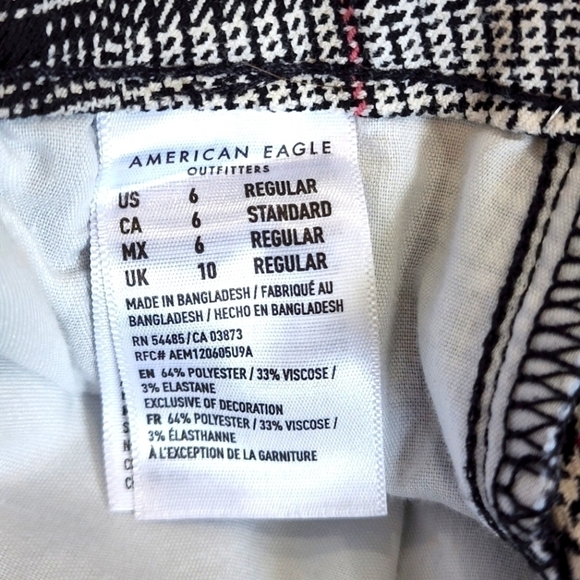 AMERICAN EAGLE
OUTFITTERS
US 6 REGULAR
CA 6 STANDARD
MX 6 REGULAR
UK 10 REGULAR
MADE IN BANGLADESH / FABRIQUÉ AU
BANGLADESH / HECHO EN BANGLADESH
RN 54485 / CA 03873
RFC# AEM120605U9A
EN 64% POLYESTER / 33% VISCOSE /
3% ELASTANE
EXCLUSIVE OF DECORATION
FR 64% POLYESTER / 33% VISCOSE /
3% ÉLASTHANNE
À L'EXCEPTION DE LA GARNITURE